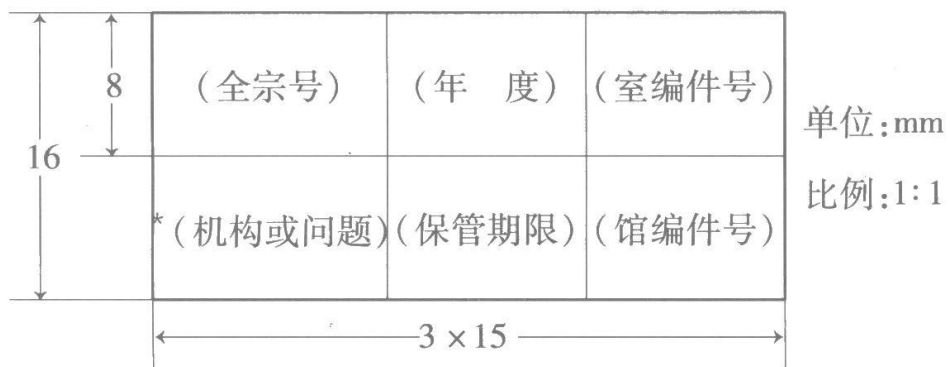 8
(全宗号) (年 度) (室编件号)
单位:mm
16
比例:1:1
*(机构或问题) (保管期限) (馆编件号)
3×15